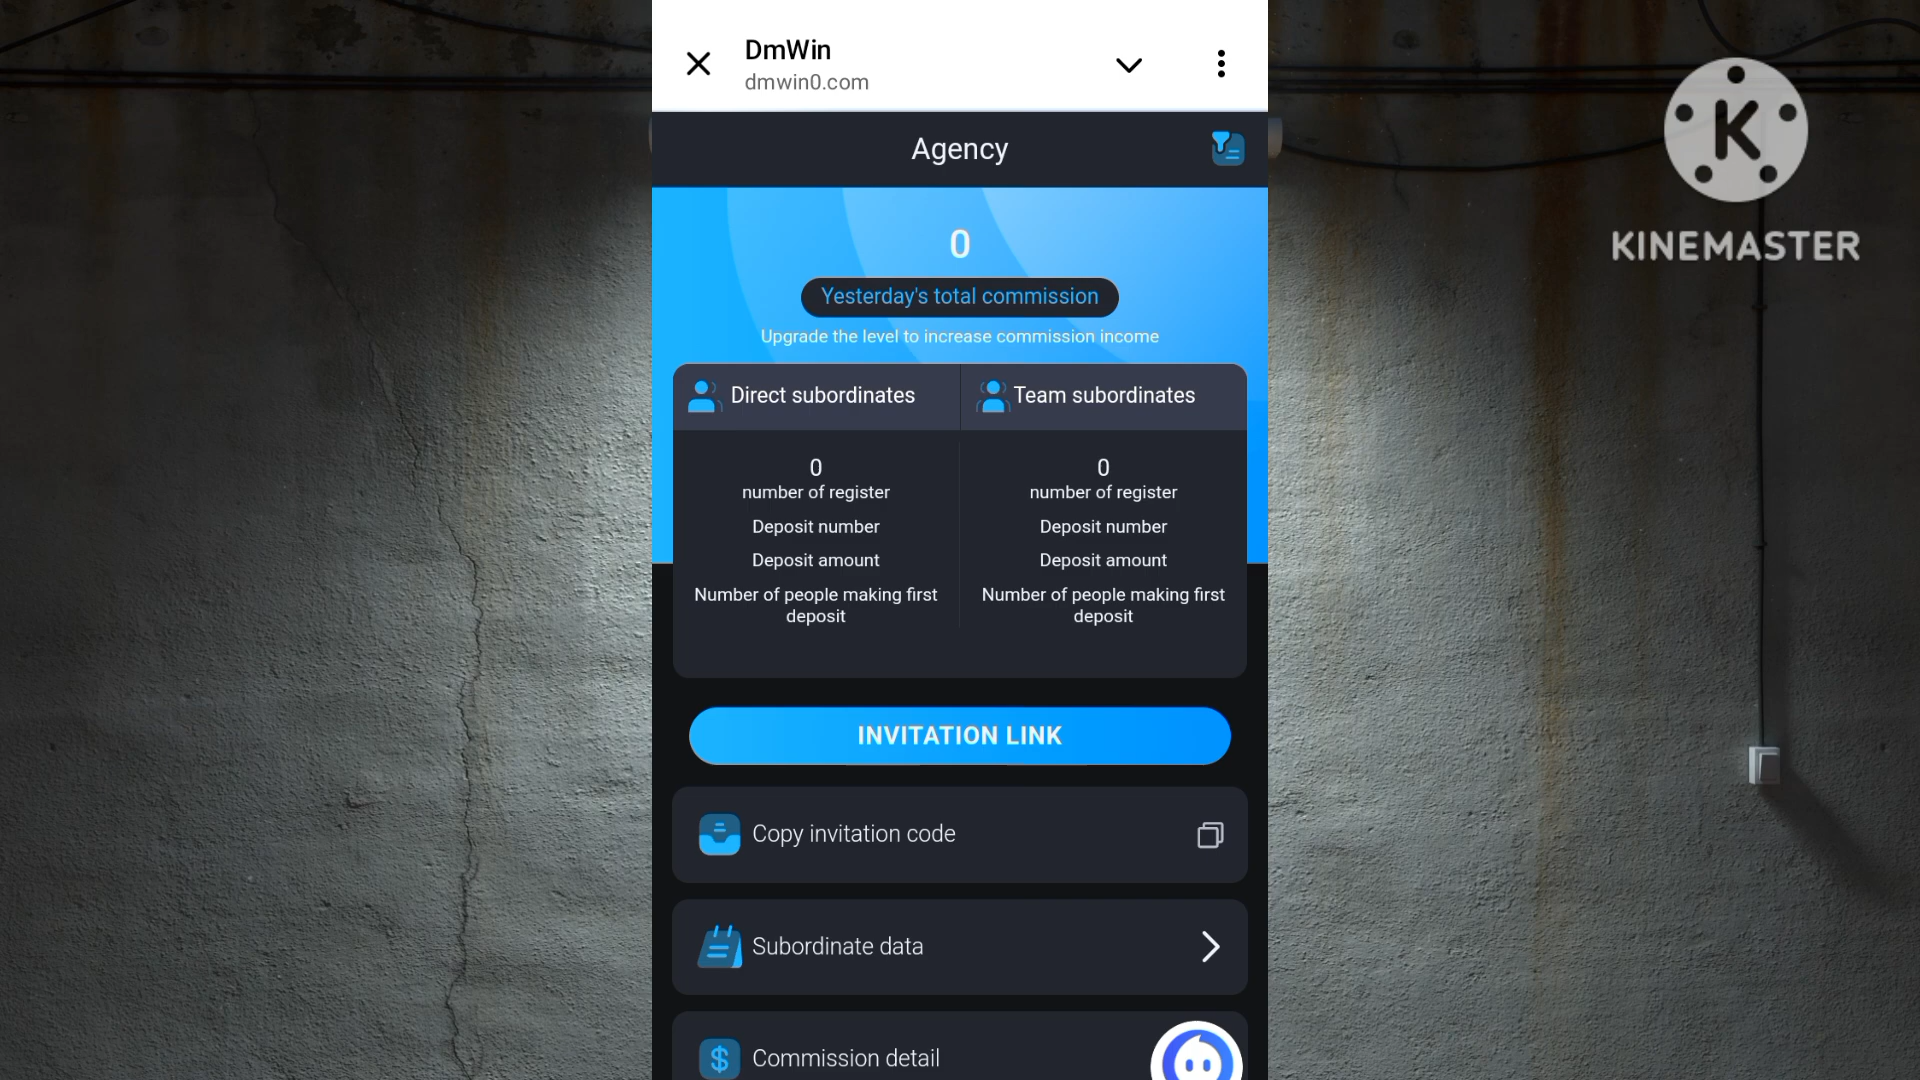 DmWin
dmwin0.com
K
KINEMASTER
Agency
0
Yesterday's total commission
Upgrade the level to increase commission income
Direct subordinates
Team subordinates
0
number of register
Deposit number
Deposit amount
Number of people making first
deposit
0
number of register
Deposit number
Deposit amount
Number of people making first
deposit
INVITATION LINK
Copy invitation code
Subordinate data
$ Commission detail